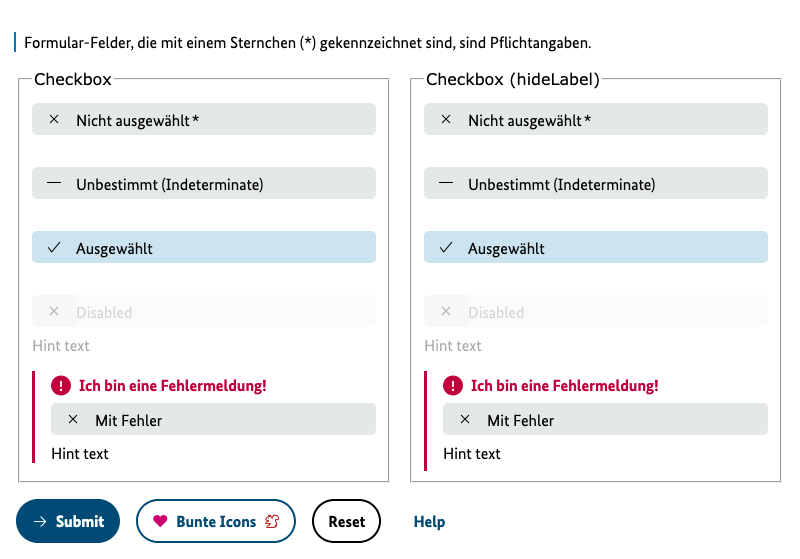 Formular-Felder, die mit einem Sternchen (*) gekennzeichnet sind, sind Pflichtangaben.
Checkbox
Nicht ausgewählt*
Unbestimmt (Indeterminate)
Ausgewählt
Disabled
Hint text
Ich bin eine Fehlermeldung!
Mit Fehler
Hint text
Checkbox (hideLabel)
Nicht ausgewählt*
Unbestimmt (Indeterminate)
Ausgewählt
Disabled
Hint text
Ich bin eine Fehlermeldung!
Mit Fehler
Hint text
Submit
Bunte Icons
Reset
Help